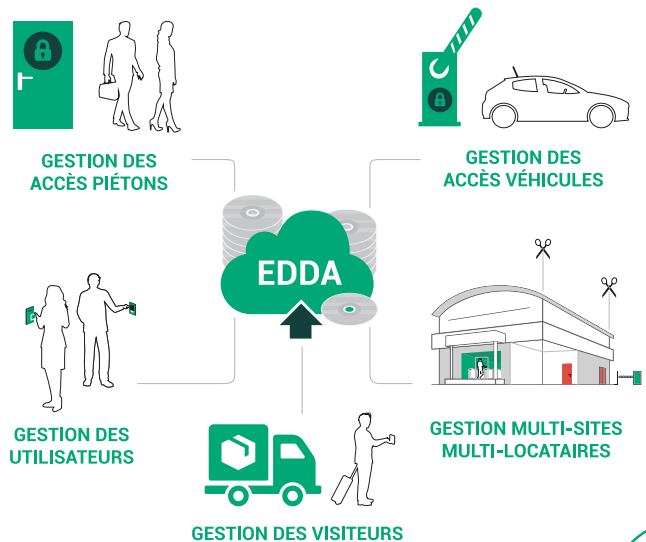 GESTION DES
ACCÈS PIÉTONS
GESTION DES
ACCÈS VÉHICULES
EDDA
GESTION DES
UTILISATEURS
GESTION MULTI-SITES
MULTI-LOCATAIRES
GESTION DES VISITEURS